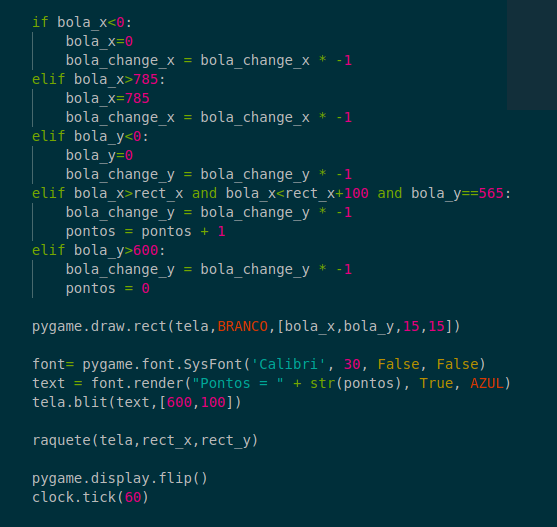 if bola_x<0:
    bola_x=0
    bola_change_x = bola_change_x * -1
elif bola_x>785:
    bola_x=785
    bola_change_x = bola_change_x * -1
elif bola_y<0:
    bola_y=0
    bola_change_y = bola_change_y * -1
elif bola_x>rect_x and bola_x<rect_x+100 and bola_y==565:
    bola_change_y = bola_change_y * -1
    pontos = pontos + 1
elif bola_y>600:
    bola_change_y = bola_change_y * -1
    pontos = 0

pygame.draw.rect(tela,BRANCO,[bola_x,bola_y,15,15])

font= pygame.font.SysFont('Calibri', 30, False, False)
text = font.render("Pontos = " + str(pontos), True, AZUL)
tela.blit(text,[600,100])

raquete(tela,rect_x,rect_y)

pygame.display.flip()
clock.tick(60)